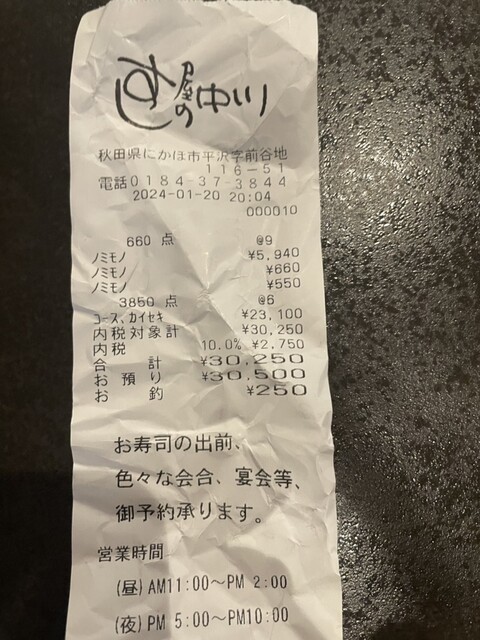 すし屋の中川
秋田県にかほ市平沢字前谷地
116-51
電話0184-37-3844
2024-01-20 20:04
000010
660 点 @9
ノミモノ ¥5,940
ノミモノ ¥660
ノミモノ ¥550
3850 点 @6
コース、カイセキ ¥23,100
内税対象計 ¥30,250
内税 10.0% ¥2,750
合 計 ¥30,250
お 預 り ¥30,500
お 釣 ¥250
お寿司の出前、
色々な会合、宴会等、
御予約承ります。
営業時間
(昼) AM11:00～PM 2:00
(夜) PM 5:00～PM10:00